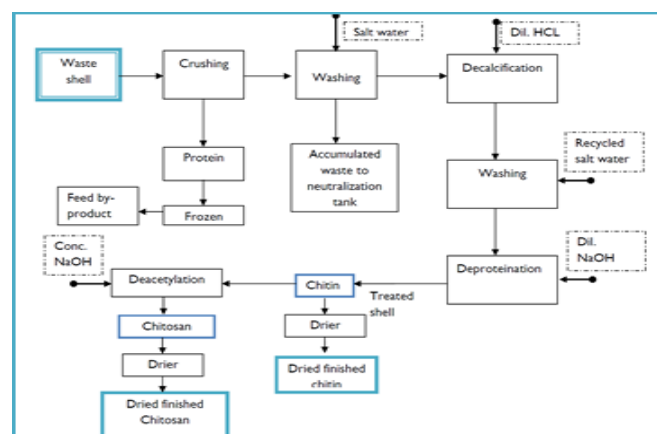 Salt water
Dil. HCL
Waste
shell
Crushing
Washing
Decalcification
Protein
Accumulated
waste to
neutralization
tank
Recycled
salt water
Washing
Feed by-
product
Frozen
Conc.
NaOH
Dil.
NaOH
Deacetylation
Chitin
Treated
shell
Deproteination
Chitosan
Drier
Drier
Dried finished
chitin
Dried finished
Chitosan